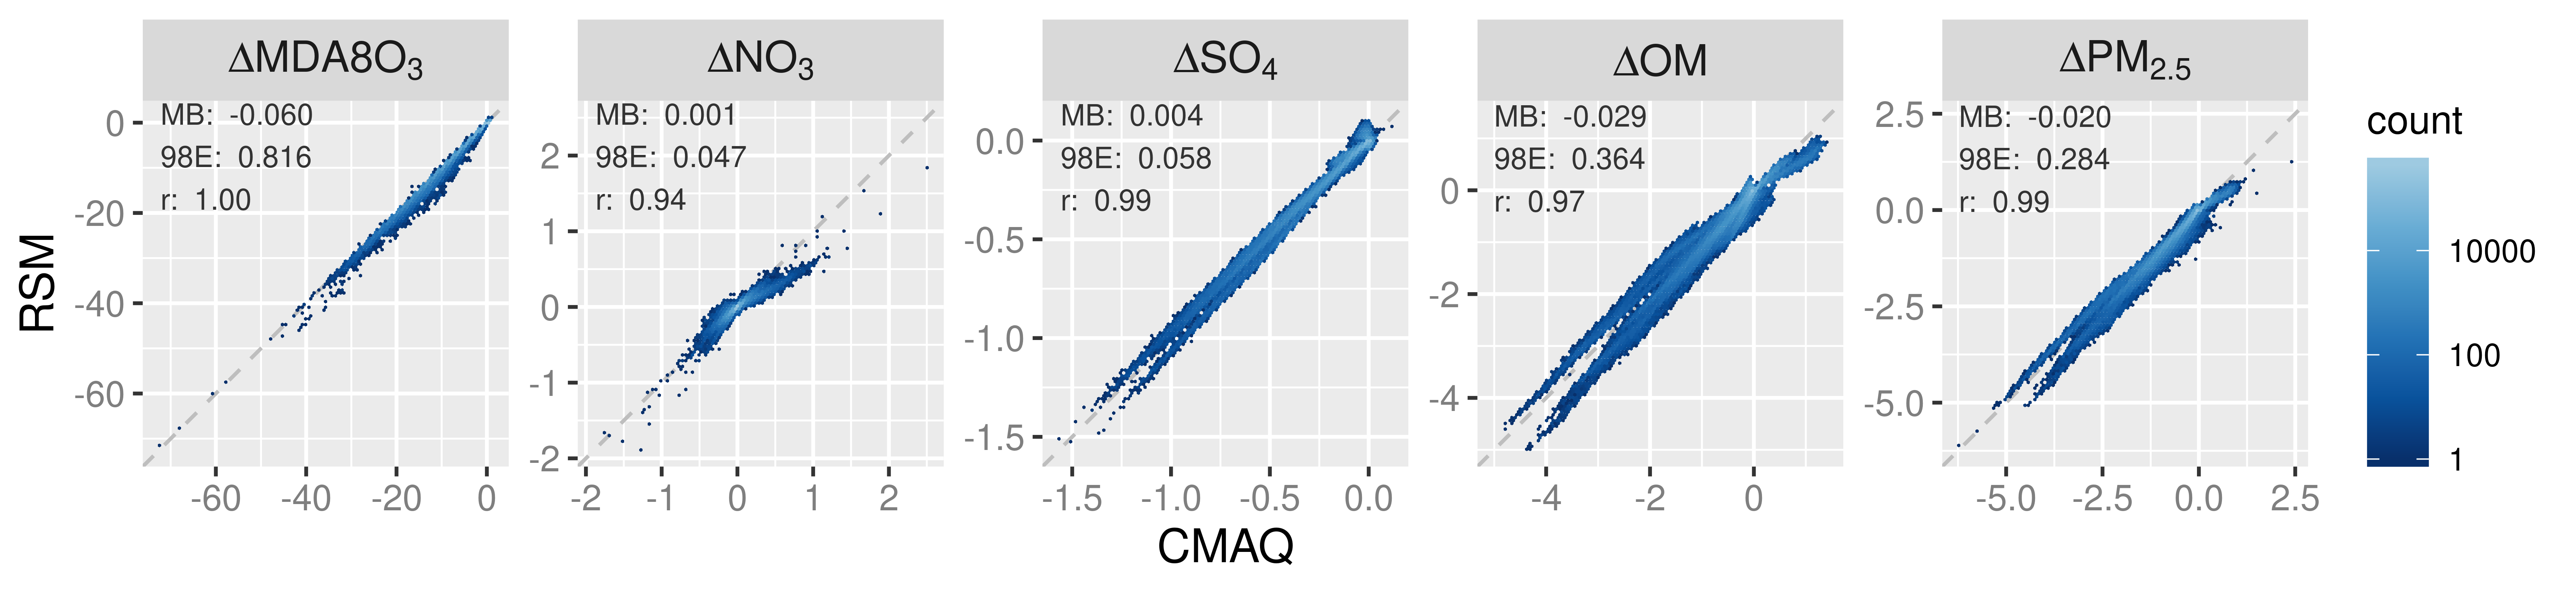 ΔMDA8O₃
MB: -0.060
98E: 0.816
r: 1.00
0
-20
-40
-60
-60 -40 -20 0
ΔNO₃
MB: 0.001
98E: 0.047
r: 0.94
2
1
0
-1
-2
-2 -1 0 1 2
ΔSO₄
MB: 0.004
98E: 0.058
r: 0.99
0.0
-0.5
-1.0
-1.5
-1.5 -1.0 -0.5 0.0
ΔOM
MB: -0.029
98E: 0.364
r: 0.97
0
-2
-4
-4 -2 0
ΔPM₂.₅
MB: -0.020
98E: 0.284
r: 0.99
2.5
0.0
-2.5
-5.0
-5.0 -2.5 0.0 2.5
RSM
CMAQ
count
10000
100
1